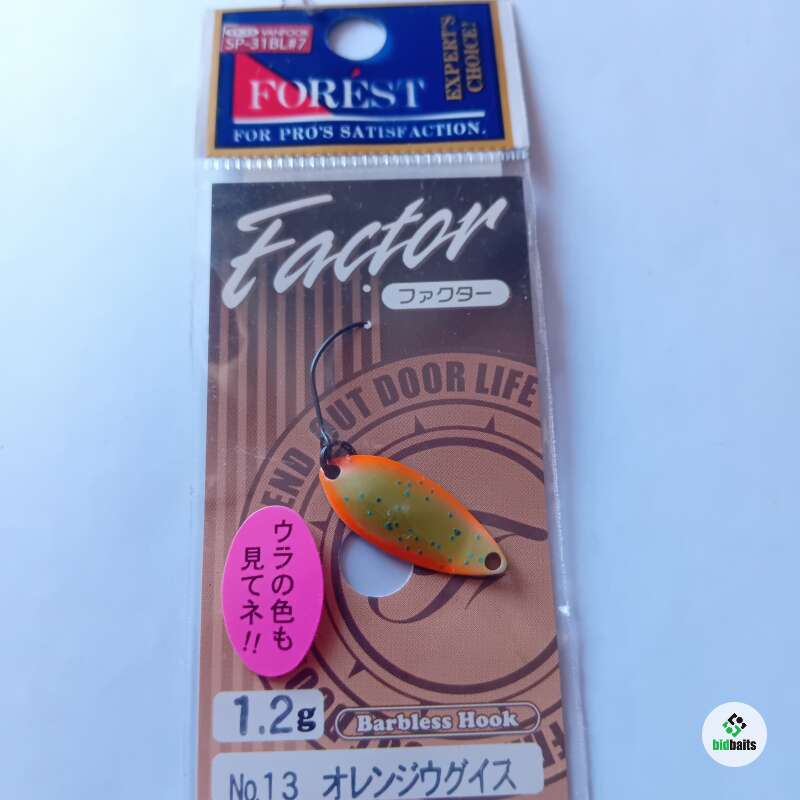 VANFOOK
SP-31BL#7
FORÉST
EXPERT'S CHOICE!
FOR PRO'S SATISFACTION.
Factor
ファクター
END OUT DOOR LIFE
ウラの色も
見てネ!!
1.2g
Barbless Hook
No.13 オレンジウグイス
bidbaits